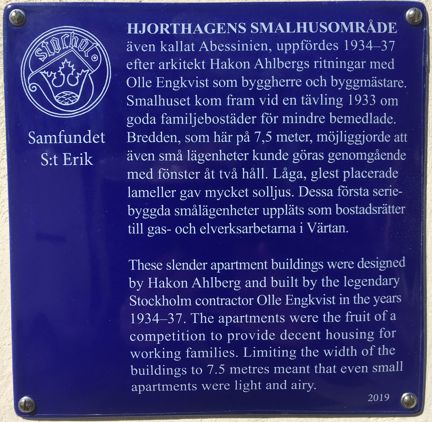 HJORTHAGENS SMALHUSOMRÅDE
även kallat Abessinien, uppfördes 1934–37
efter arkitekt Hakon Ahlbergs ritningar med
Olle Engkvist som byggherre och byggmästare.
Smalhuset kom fram vid en tävling 1933 om
goda familjebostäder för mindre bemedlade.
Bredden, som här på 7,5 meter, möjliggjorde att
även små lägenheter kunde göras genomgående
med fönster åt två håll. Låga, glest placerade
lameller gav mycket solljus. Dessa första serie-
byggda smålägenheter uppläts som bostadsrätter
till gas- och elverksarbetarna i Värtan.
These slender apartment buildings were designed
by Hakon Ahlberg and built by the legendary
Stockholm contractor Olle Engkvist in the years
1934–37. The apartments were the fruit of a
competition to provide decent housing for
working families. Limiting the width of the
buildings to 7.5 metres meant that even small
apartments were light and airy.
2019
Samfundet
S:t Erik